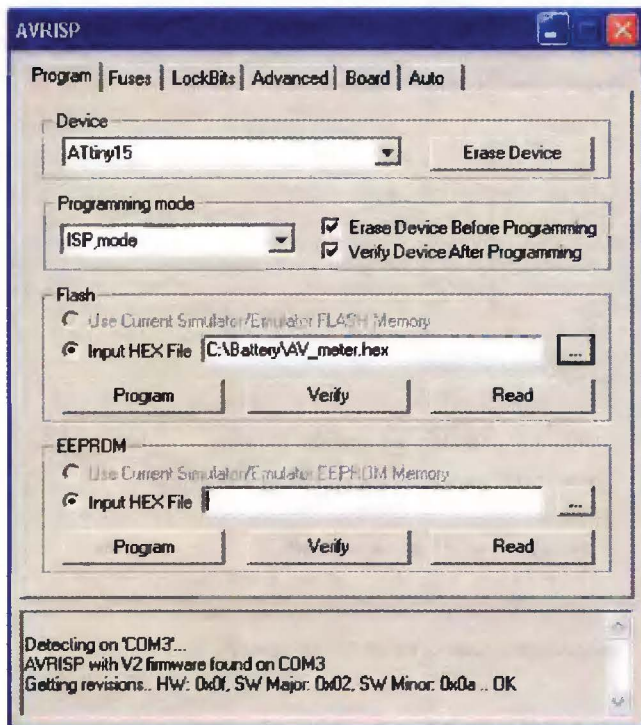 AVRISP
Program Fuses LockBits Advanced Board Auto
Device
ATtiny15 Erase Device
Programming mode
ISP mode
Erase Device Before Programming
Verify Device After Programming
Flash
Use Current Simulator/Emulator FLASH Memory
Input HEX File C:\Battery\AV_meter.hex ...
Program Verify Read
EEPROM
Use Current Simulator/Emulator EEPROM Memory
Input HEX File ...
Program Verify Read
Detecting on 'COM3'...
AVRISP with V2 firmware found on COM3
Getting revisions.. HW: 0x0f, SW Major: 0x02, SW Minor: 0x0a .. OK